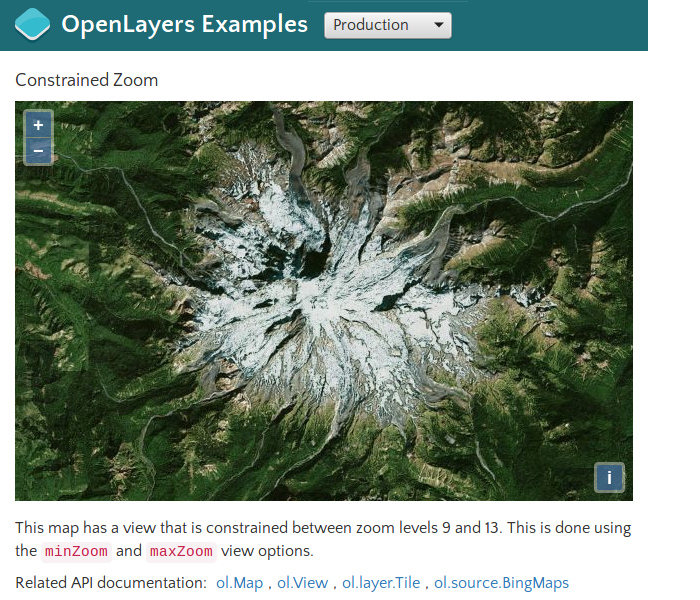 OpenLayers Examples
Production
Constrained Zoom
+
−
i
This map has a view that is constrained between zoom levels 9 and 13. This is done using
the minZoom and maxZoom view options.
Related API documentation: ol.Map , ol.View , ol.layer.Tile , ol.source.BingMaps